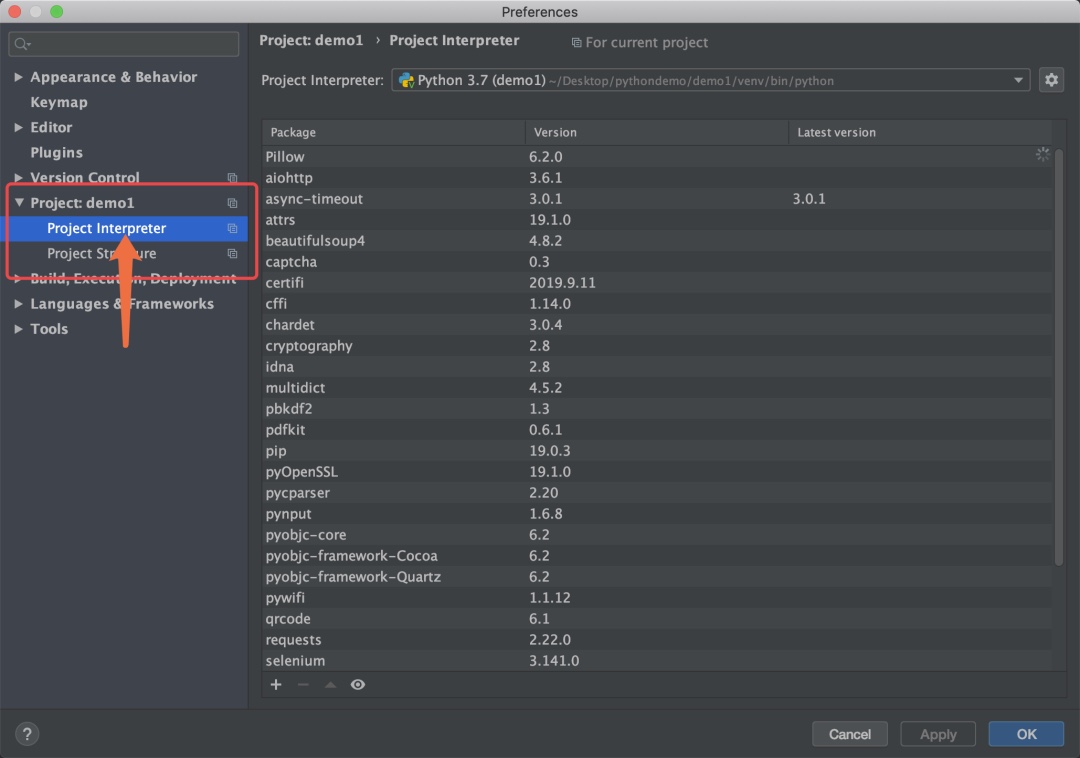 Preferences
Project: demo1 › Project Interpreter For current project
Appearance & Behavior
Keymap
Editor
Plugins
Version Control
Project: demo1
Project Interpreter
Project Structure
Build, Execution, Deployment
Languages & Frameworks
Tools
Project Interpreter: Python 3.7 (demo1) ~/Desktop/pythondemo/demo1/venv/bin/python
Package Version Latest version
Pillow 6.2.0
aiohttp 3.6.1
async-timeout 3.0.1 3.0.1
attrs 19.1.0
beautifulsoup4 4.8.2
captcha 0.3
certifi 2019.9.11
cffi 1.14.0
chardet 3.0.4
cryptography 2.8
idna 2.8
multidict 4.5.2
pbkdf2 1.3
pdfkit 0.6.1
pip 19.0.3
pyOpenSSL 19.1.0
pycparser 2.20
pynput 1.6.8
pyobjc-core 6.2
pyobjc-framework-Cocoa 6.2
pyobjc-framework-Quartz 6.2
pywifi 1.1.12
qrcode 6.1
requests 2.22.0
selenium 3.141.0
? Cancel Apply OK